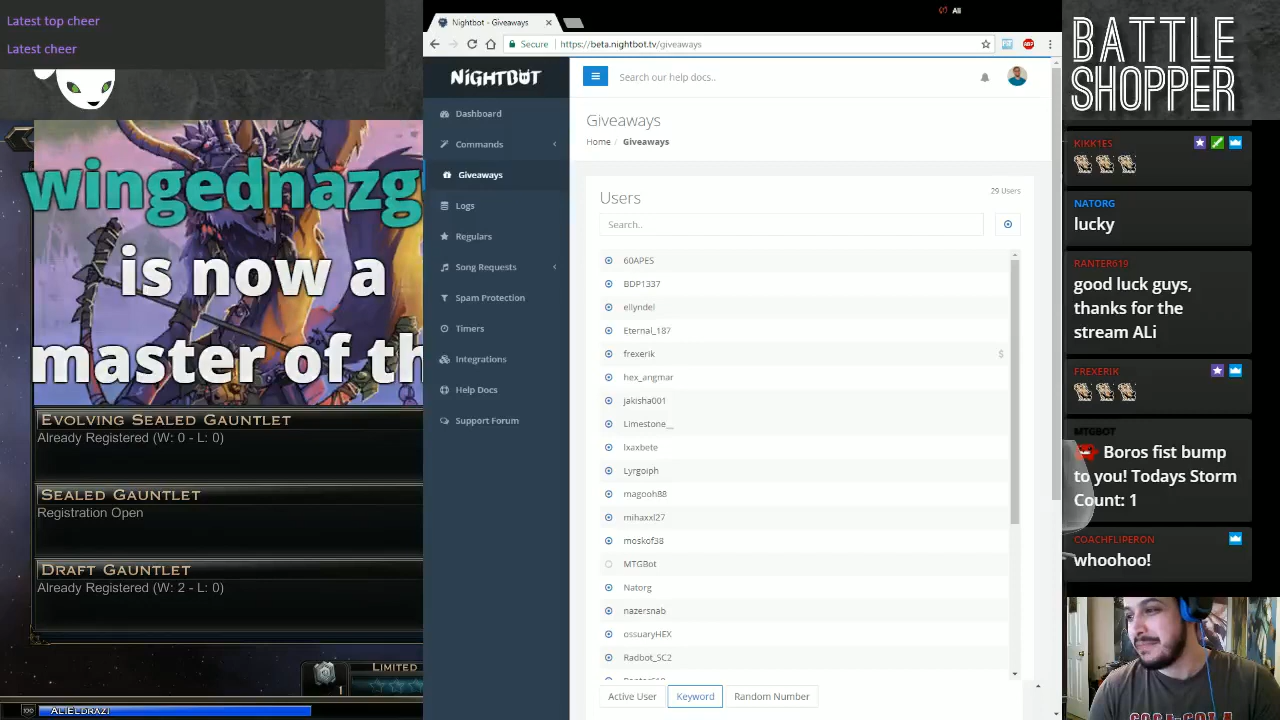 Latest top cheer
Latest cheer
wingednazg
is now a
master of th
EVOLVING SEALED GAUNTLET
Already Registered (W: 0 - L: 0)
SEALED GAUNTLET
Registration Open
DRAFT GAUNTLET
Already Registered (W: 2 - L: 0)
LIMITED
1
100
ALIELDRAZI
Ali
Nightbot - Giveaways
Secure
https://beta.nightbot.tv/giveaways
NIGHTBOT
Search our help docs..
Dashboard
Commands
Giveaways
Logs
Regulars
Song Requests
Spam Protection
Timers
Integrations
Help Docs
Support Forum
Giveaways
Home / Giveaways
Users
29 Users
Search..
60APES
BDP1337
ellyndel
Eternal_187
frexerik
$
hex_angmar
jakisha001
Limestone__
lxaxbete
Lyrgoiph
magooh88
mihaxxl27
moskof38
MTGBot
Natorg
nazersnab
ossuaryHEX
Radbot_SC2
Active User
Keyword
Random Number
BATTLE
SHOPPER
KIKK1ES
NATORG
lucky
RANTER619
good luck guys,
thanks for the
stream ALi
FREXERIK
MTGBOT
Boros fist bump
to you! Todays Storm
Count: 1
COACHFLIPERON
whoohoo!